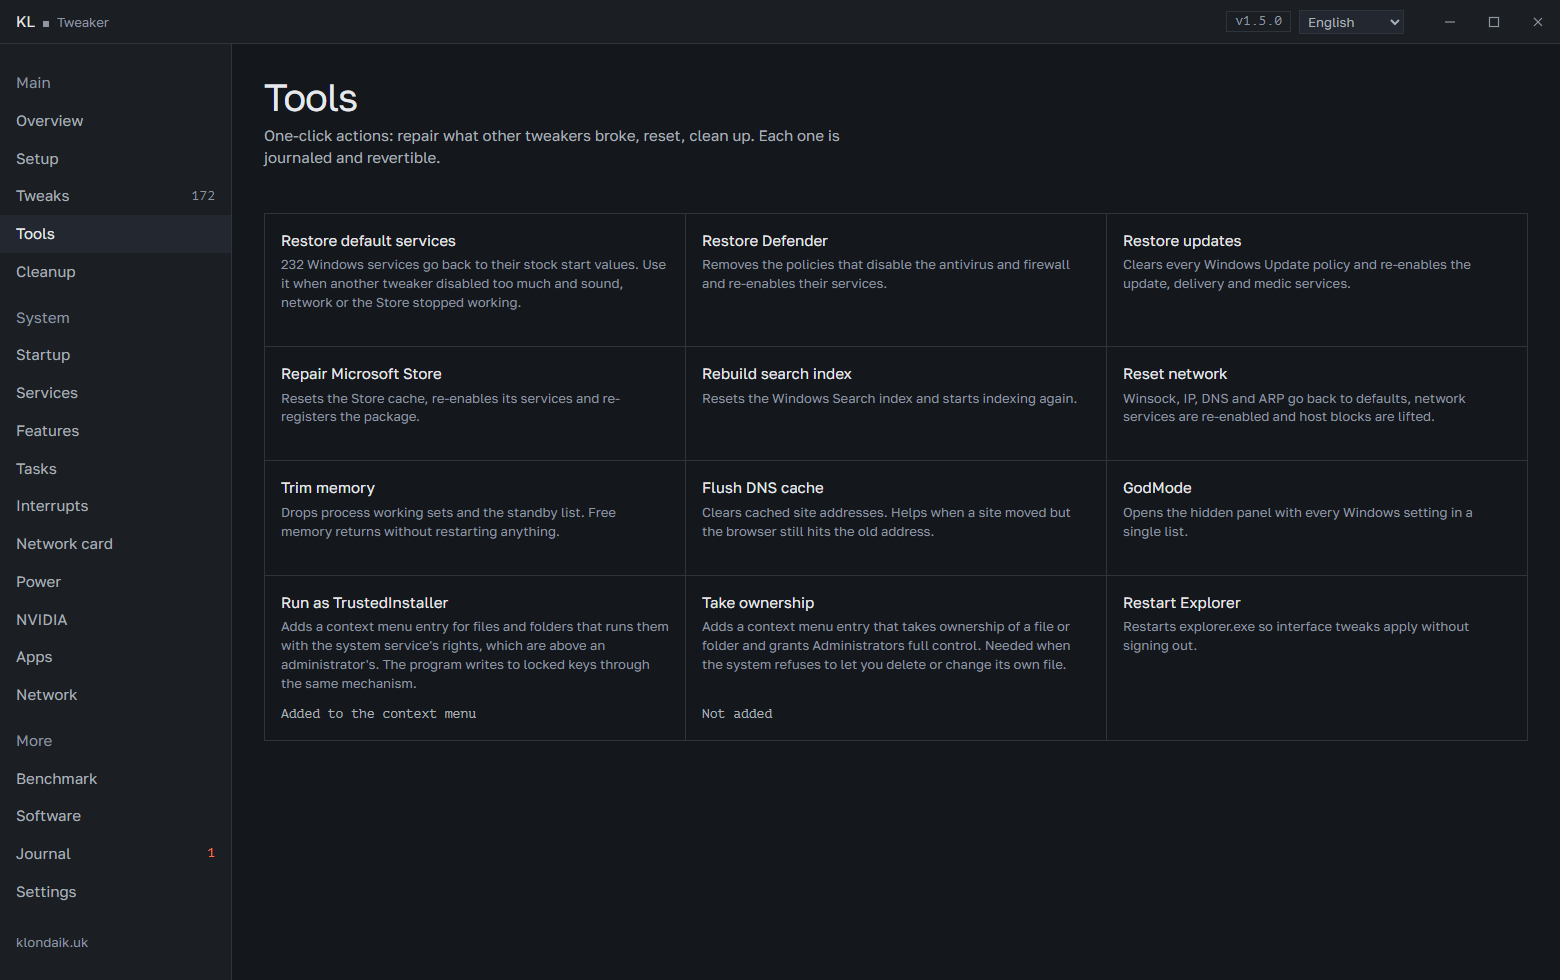 KL Tweaker
v1.5.0
English
Main
Overview
Setup
Tweaks 172
Tools
Cleanup
System
Startup
Services
Features
Tasks
Interrupts
Network card
Power
NVIDIA
Apps
Network
More
Benchmark
Software
Journal 1
Settings
klondaik.uk
Tools
One-click actions: repair what other tweakers broke, reset, clean up. Each one is
journaled and revertible.
Restore default services
232 Windows services go back to their stock start values. Use
it when another tweaker disabled too much and sound,
network or the Store stopped working.
Restore Defender
Removes the policies that disable the antivirus and firewall
and re-enables their services.
Restore updates
Clears every Windows Update policy and re-enables the
update, delivery and medic services.
Repair Microsoft Store
Resets the Store cache, re-enables its services and re-
registers the package.
Rebuild search index
Resets the Windows Search index and starts indexing again.
Reset network
Winsock, IP, DNS and ARP go back to defaults, network
services are re-enabled and host blocks are lifted.
Trim memory
Drops process working sets and the standby list. Free
memory returns without restarting anything.
Flush DNS cache
Clears cached site addresses. Helps when a site moved but
the browser still hits the old address.
GodMode
Opens the hidden panel with every Windows setting in a
single list.
Run as TrustedInstaller
Adds a context menu entry for files and folders that runs them
with the system service's rights, which are above an
administrator's. The program writes to locked keys through
the same mechanism.
Added to the context menu
Take ownership
Adds a context menu entry that takes ownership of a file or
folder and grants Administrators full control. Needed when
the system refuses to let you delete or change its own file.
Not added
Restart Explorer
Restarts explorer.exe so interface tweaks apply without
signing out.